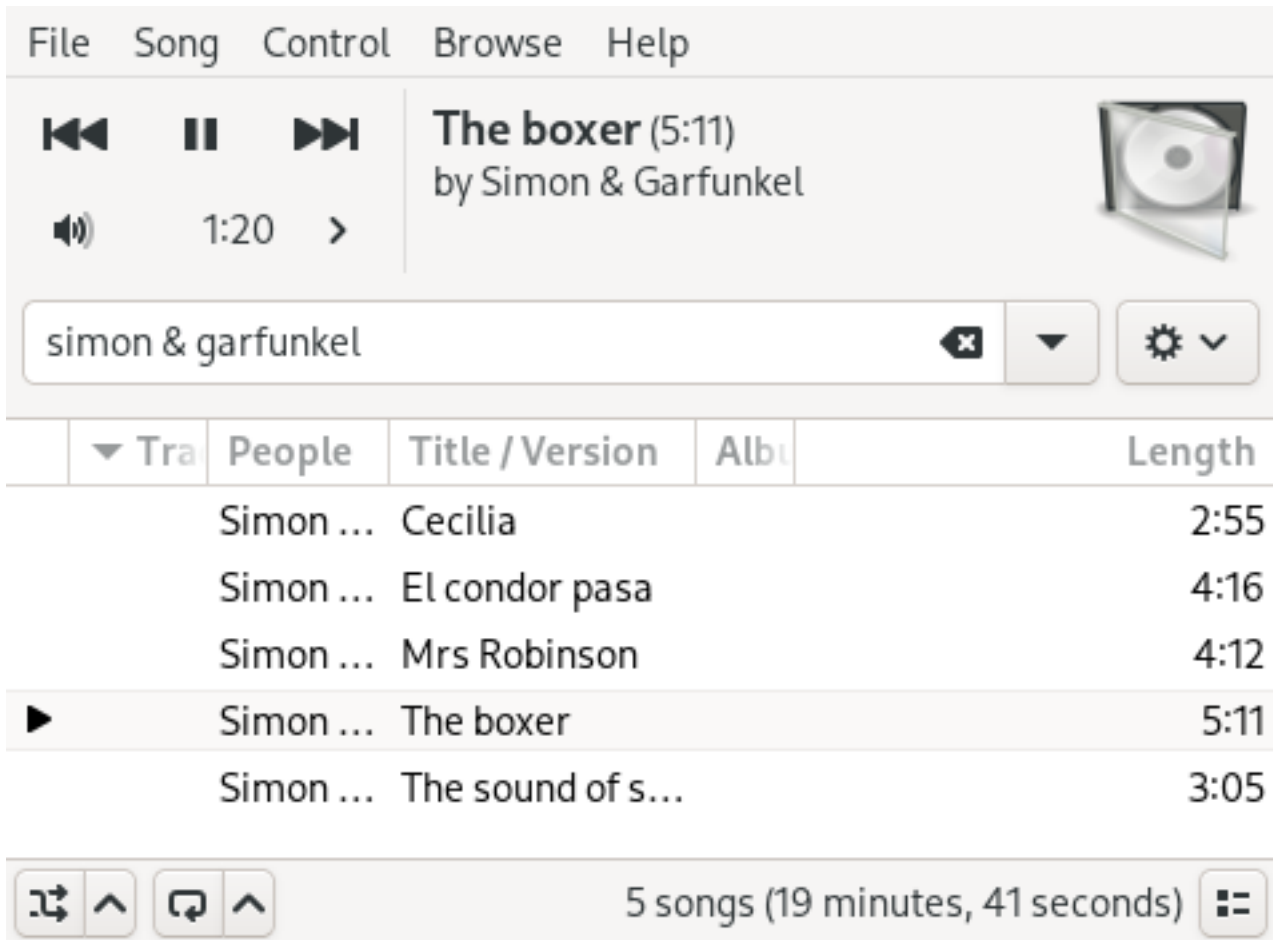 File Song Control Browse Help
The boxer (5:11)
by Simon & Garfunkel
1:20
simon & garfunkel
People Title / Version Length
Simon ... Cecilia 2:55
Simon ... El condor pasa 4:16
Simon ... Mrs Robinson 4:12
Simon ... The boxer 5:11
Simon ... The sound of s... 3:05
5 songs (19 minutes, 41 seconds)